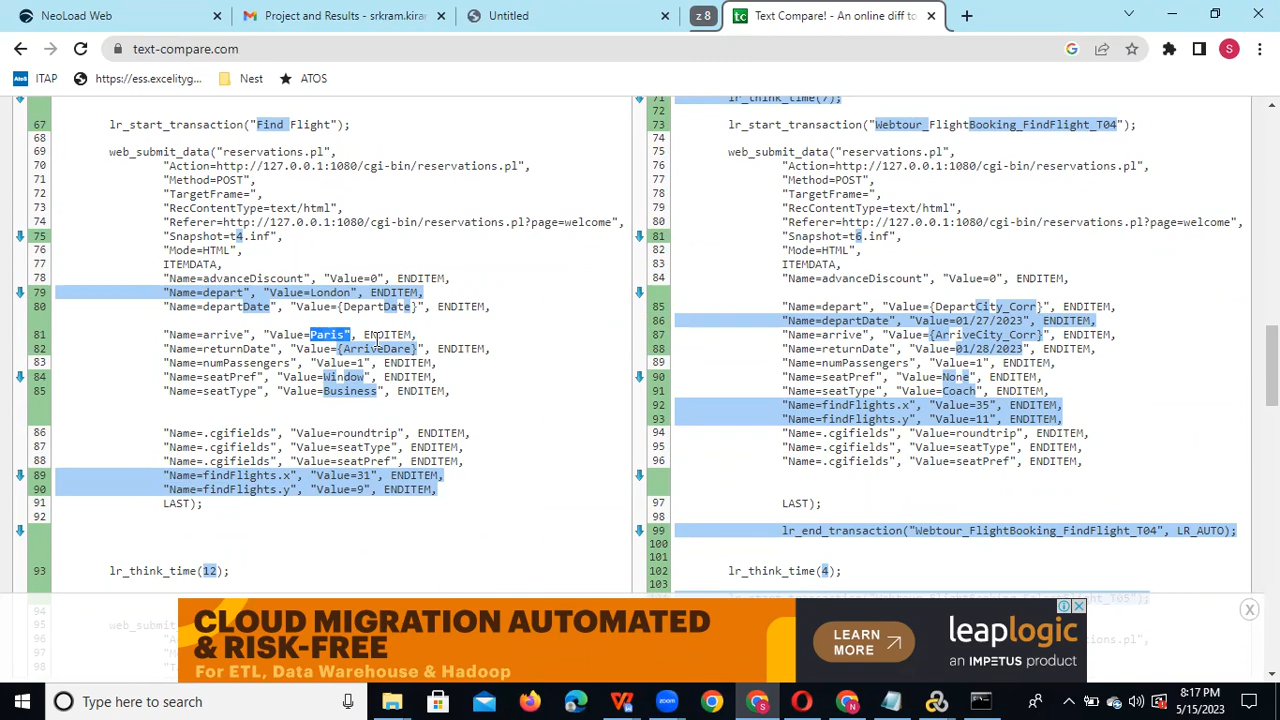 NeoLoad Web
Project and Results - srkram.kiran
Untitled
z 8
Text Compare! - An online diff to
text-compare.com
ITAP
https://ess.excelityg...
Nest
ATOS
67 lr_start_transaction("Find_Flight");
68
69 web_submit_data("reservations.pl",
70 "Action=http://127.0.0.1:1080/cgi-bin/reservations.pl",
71 "Method=POST",
72 "TargetFrame=",
73 "RecContentType=text/html",
74 "Referer=http://127.0.0.1:1080/cgi-bin/reservations.pl?page=welcome",
75 "Snapshot=t4.inf",
76 "Mode=HTML",
77 ITEMDATA,
78 "Name=advanceDiscount", "Value=0", ENDITEM,
79 "Name=depart", "Value=London", ENDITEM,
80 "Name=departDate", "Value={DepartDate}", ENDITEM,
81 "Name=arrive", "Value=Paris", ENDITEM,
82 "Name=returnDate", "Value={ArriveDare}", ENDITEM,
83 "Name=numPassengers", "Value=1", ENDITEM,
84 "Name=seatPref", "Value=Window", ENDITEM,
85 "Name=seatType", "Value=Business", ENDITEM,
86 "Name=.cgifields", "Value=roundtrip", ENDITEM,
87 "Name=.cgifields", "Value=seatType", ENDITEM,
88 "Name=.cgifields", "Value=seatPref", ENDITEM,
89 "Name=findFlights.x", "Value=31", ENDITEM,
90 "Name=findFlights.y", "Value=9", ENDITEM,
91 LAST);
92
93 lr_think_time(12);
94
95 web_submit
96
97
98
71 lr_think_time(7);
72
73 lr_start_transaction("Webtour_FlightBooking_FindFlight_T04");
74
75 web_submit_data("reservations.pl",
76 "Action=http://127.0.0.1:1080/cgi-bin/reservations.pl",
77 "Method=POST",
78 "TargetFrame=",
79 "RecContentType=text/html",
80 "Referer=http://127.0.0.1:1080/cgi-bin/reservations.pl?page=welcome",
81 "Snapshot=t6.inf",
82 "Mode=HTML",
83 ITEMDATA,
84 "Name=advanceDiscount", "Value=0", ENDITEM,
85 "Name=depart", "Value={DepartCity_Corr}", ENDITEM,
86 "Name=departDate", "Value=01/27/2023", ENDITEM,
87 "Name=arrive", "Value={ArriveCity_Corr}", ENDITEM,
88 "Name=returnDate", "Value=01/28/2023", ENDITEM,
89 "Name=numPassengers", "Value=1", ENDITEM,
90 "Name=seatPref", "Value=None", ENDITEM,
91 "Name=seatType", "Value=Coach", ENDITEM,
92 "Name=findFlights.x", "Value=35", ENDITEM,
93 "Name=findFlights.y", "Value=11", ENDITEM,
94 "Name=.cgifields", "Value=roundtrip", ENDITEM,
95 "Name=.cgifields", "Value=seatType", ENDITEM,
96 "Name=.cgifields", "Value=seatPref", ENDITEM,
97 LAST);
98
99 lr_end_transaction("Webtour_FlightBooking_FindFlight_T04", LR_AUTO);
100
101
102 lr_think_time(4);
103
CLOUD MIGRATION AUTOMATED
& RISK-FREE
For ETL, Data Warehouse & Hadoop
LEARN
MORE
leaplogic
an IMPETUS product
Type here to search
8:17 PM
5/15/2023